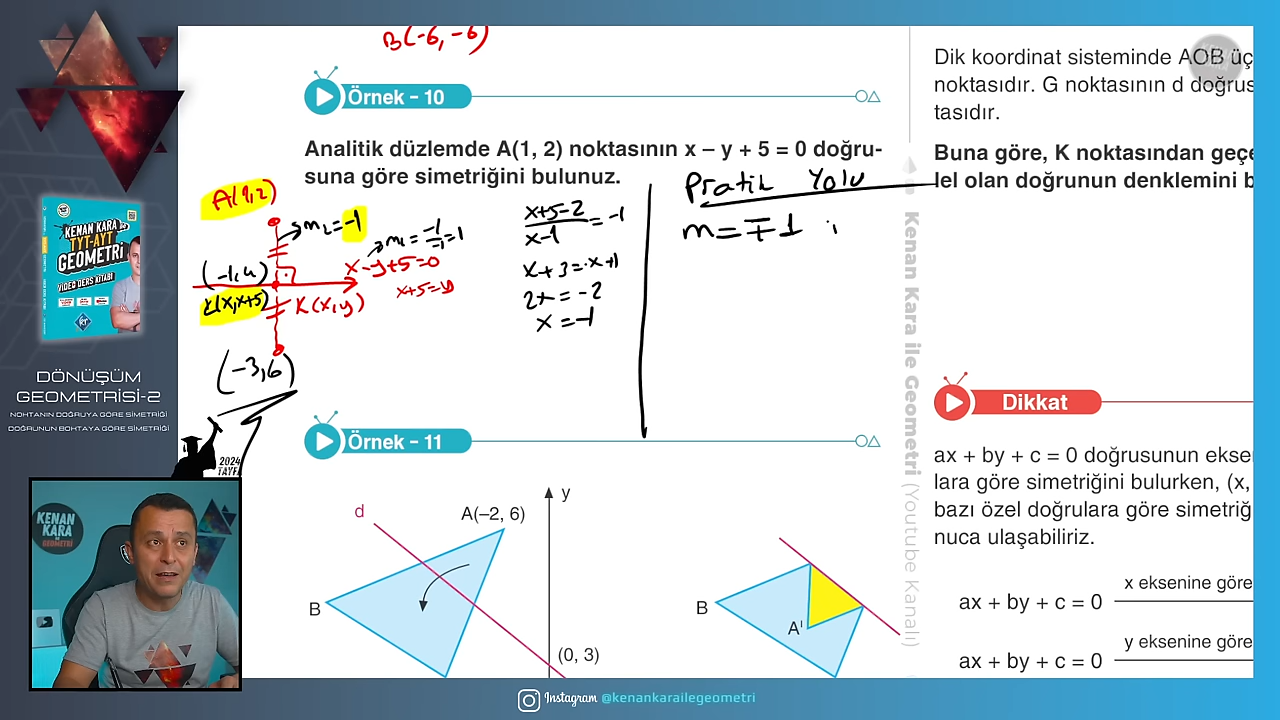 B(-6, -6)
Örnek - 10
Analitik düzlemde A(1, 2) noktasının x – y + 5 = 0 doğru-
suna göre simetriğini bulunuz.
A(1,2)
m₂=-1
m₁=-1/-1=1
(-1,4)
x-y+5=0
x+5=y
K(x,x+5)
K(x,y)
(-3,6)
x+5-2/x-1=-1
x+3=-x+1
2x=-2
x=-1
Pratik Yolu
m=∓1
Örnek - 11
d
A(–2, 6)
y
B
(0, 3)
B
A'
Kenan Kara ile Geometri (Youtube Kanalı)
Dik koordinat sisteminde AOB üç
noktasıdır. G noktasının d doğrus
tasıdır.
Buna göre, K noktasından geçe
lel olan doğrunun denklemini b
Dikkat
ax + by + c = 0 doğrusunun ekse
lara göre simetriğini bulurken, (x,
bazı özel doğrulara göre simetriğ
nuca ulaşabiliriz.
ax + by + c = 0
x eksenine göre
ax + by + c = 0
y eksenine göre
KENAN KARA
TYT-AYT
GEOMETRİ
VİDEO DERS KİTABI
DÖNÜŞÜM
GEOMETRİSİ-2
NOKTANIN DOĞRUYA GÖRE SİMETRİĞİ
DOĞRUNUN NOKTAYA GÖRE SİMETRİĞİ
2024
TAYFA
KENAN
KARA
GEOMETRİ
Instagram @kenankarailegeometri